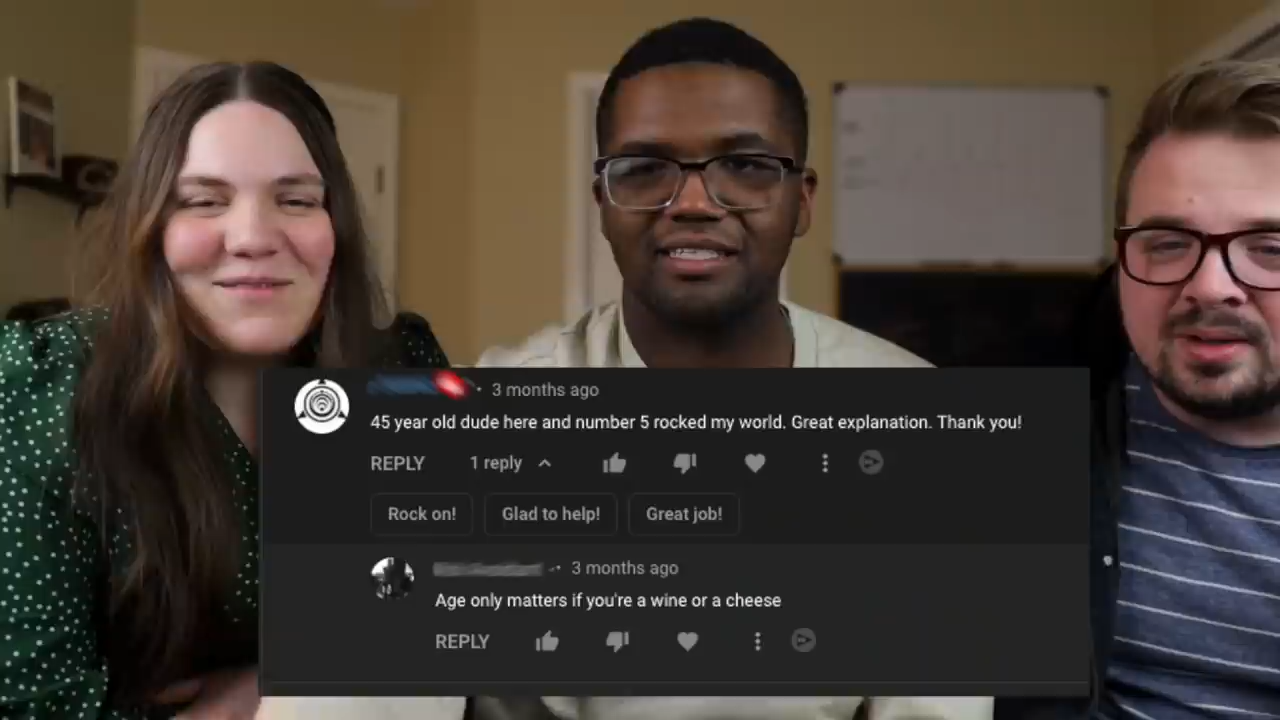 · 3 months ago
45 year old dude here and number 5 rocked my world. Great explanation. Thank you!
REPLY 1 reply
Rock on! Glad to help! Great job!
· 3 months ago
Age only matters if you're a wine or a cheese
REPLY